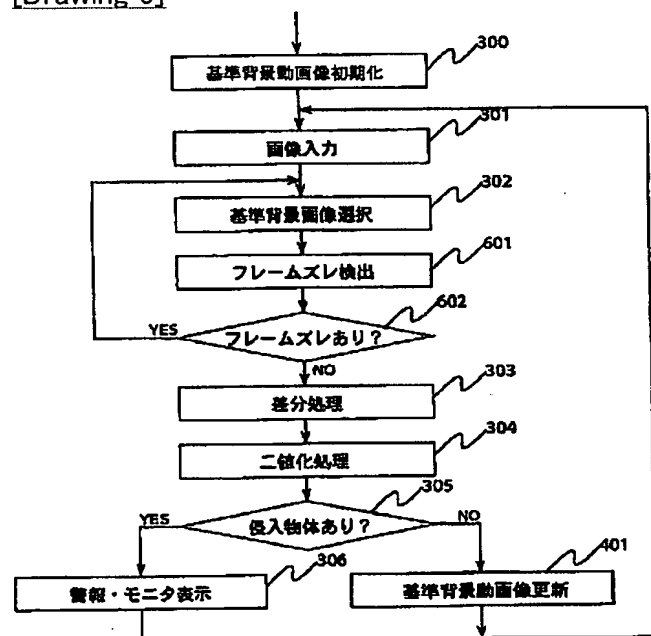 基準背景動画像初期化
300
画像入力
301
基準背景画像選択
302
フレームズレ検出
601
フレームズレあり?
602
YES
NO
差分処理
303
二値化処理
304
侵入物体あり?
305
YES
NO
警報・モニタ表示
306
基準背景動画像更新
401